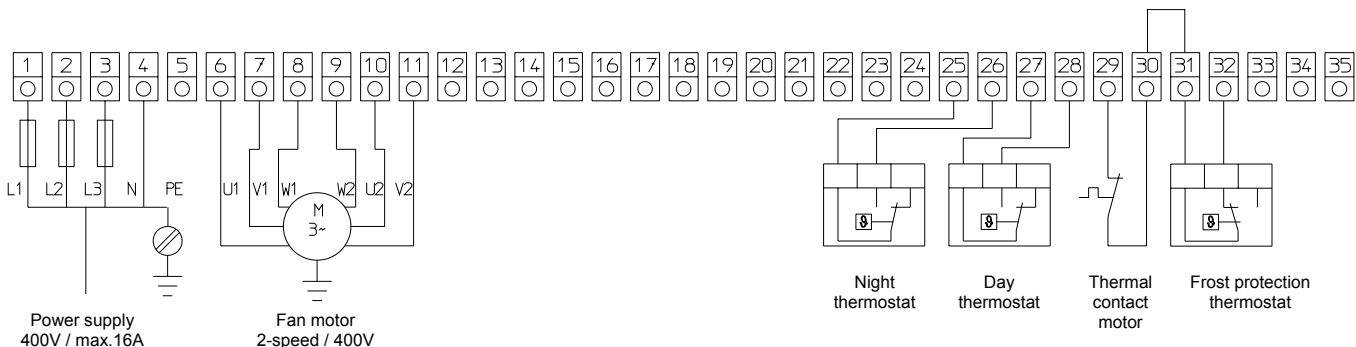 1 2 3 4 5 6 7 8 9 10 11 12 13 14 15 16 17 18 19 20 21 22 23 24 25 26 27 28 29 30 31 32 33 34 35
L1 L2 L3 N PE U1 V1 W1 W2 U2 V2
M
3~
ϑ ϑ ϑ
Power supply
400V / max.16A
Fan motor
2-speed / 400V
Night
thermostat
Day
thermostat
Thermal
contact
motor
Frost protection
thermostat